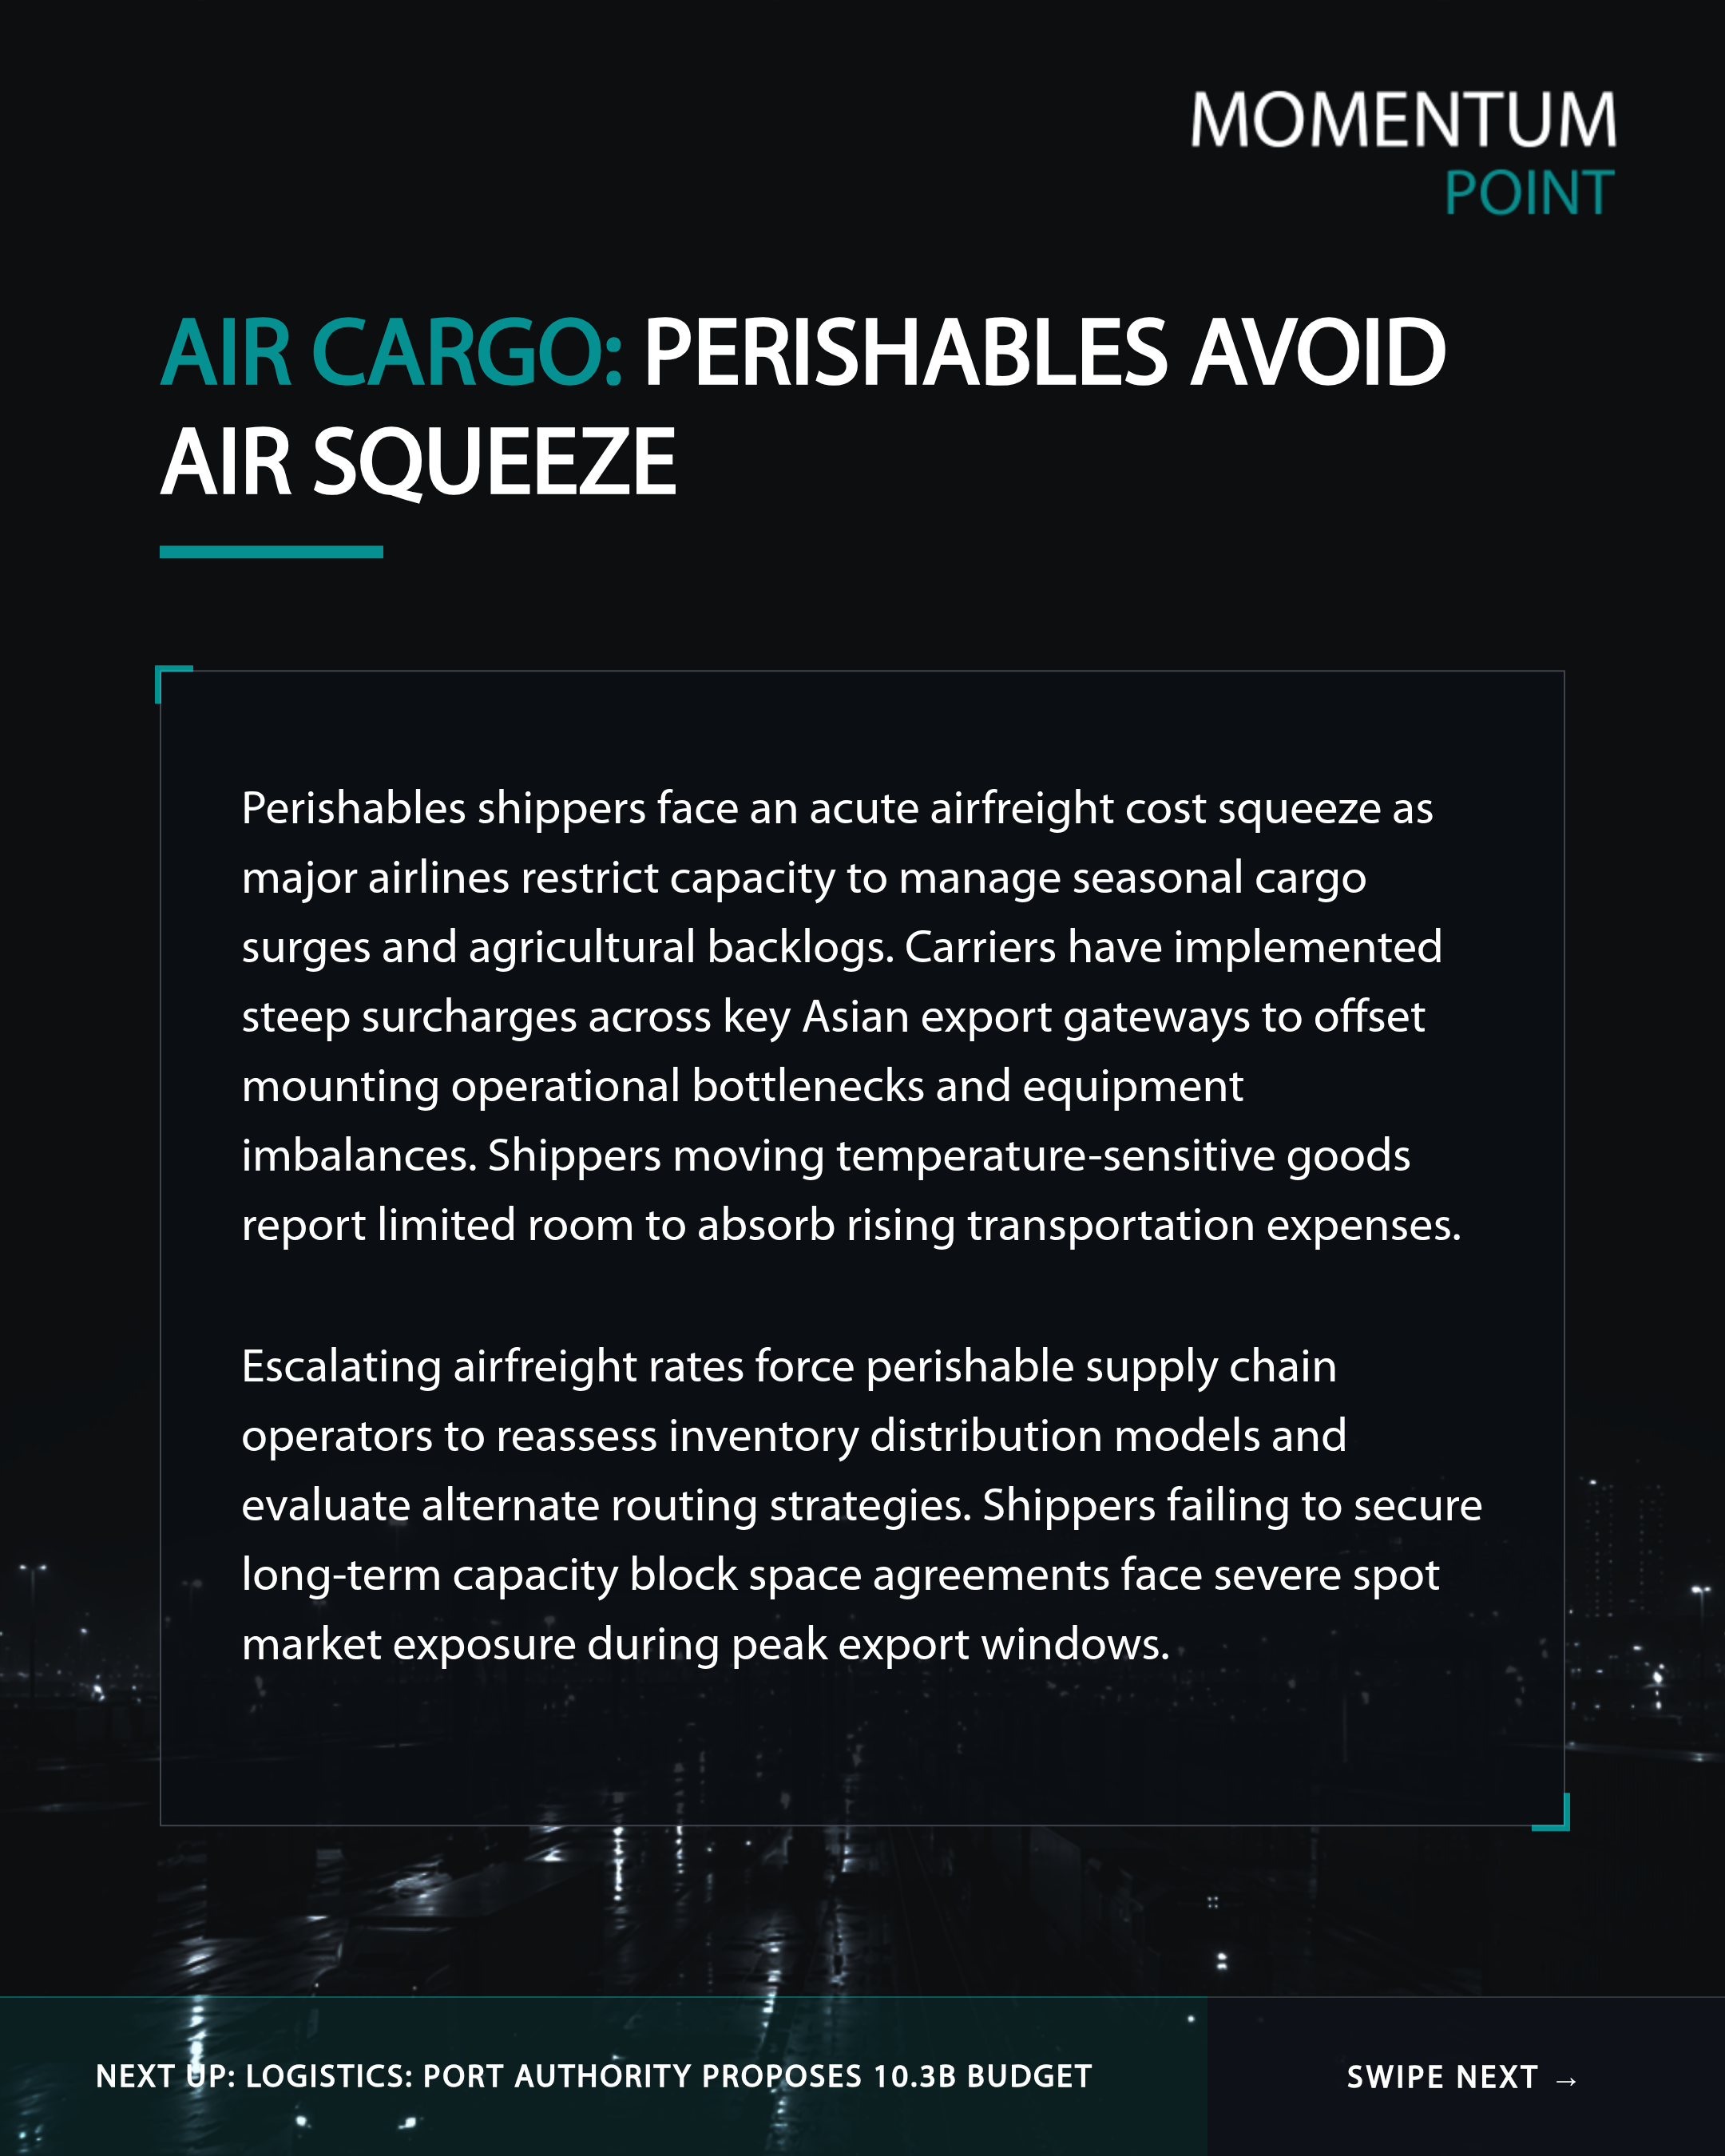 MOMENTUM
POINT
AIR CARGO: PERISHABLES AVOID
AIR SQUEEZE
Perishables shippers face an acute airfreight cost squeeze as
major airlines restrict capacity to manage seasonal cargo
surges and agricultural backlogs. Carriers have implemented
steep surcharges across key Asian export gateways to offset
mounting operational bottlenecks and equipment
imbalances. Shippers moving temperature-sensitive goods
report limited room to absorb rising transportation expenses.
Escalating airfreight rates force perishable supply chain
operators to reassess inventory distribution models and
evaluate alternate routing strategies. Shippers failing to secure
long-term capacity block space agreements face severe spot
market exposure during peak export windows.
NEXT UP: LOGISTICS: PORT AUTHORITY PROPOSES 10.3B BUDGET
SWIPE NEXT →